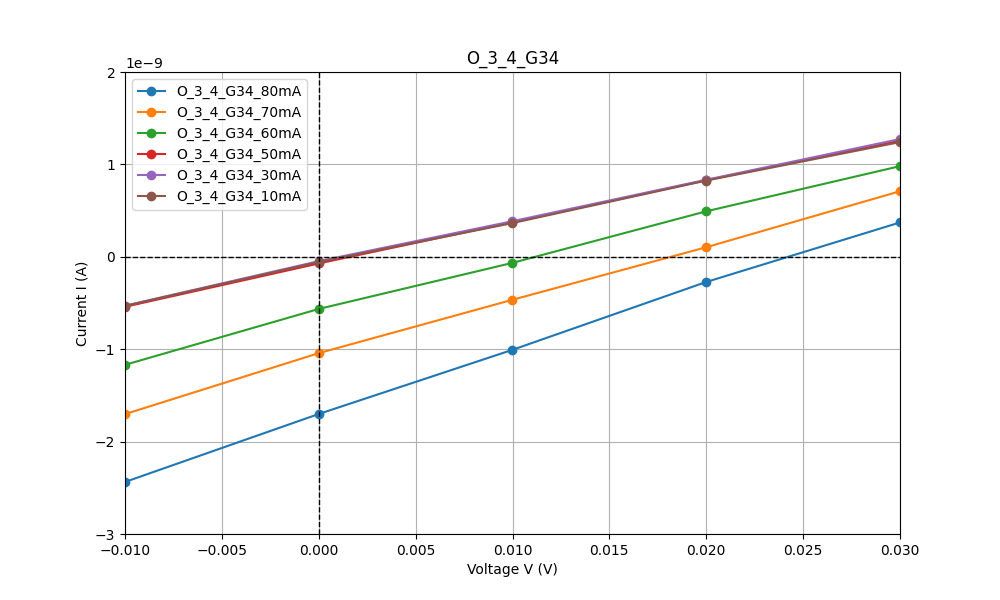 O_3_4_G34
1e−9
2
1
0
−1
−2
−3
Current I (A)
O_3_4_G34_80mA
O_3_4_G34_70mA
O_3_4_G34_60mA
O_3_4_G34_50mA
O_3_4_G34_30mA
O_3_4_G34_10mA
−0.010 −0.005 0.000 0.005 0.010 0.015 0.020 0.025 0.030
Voltage V (V)